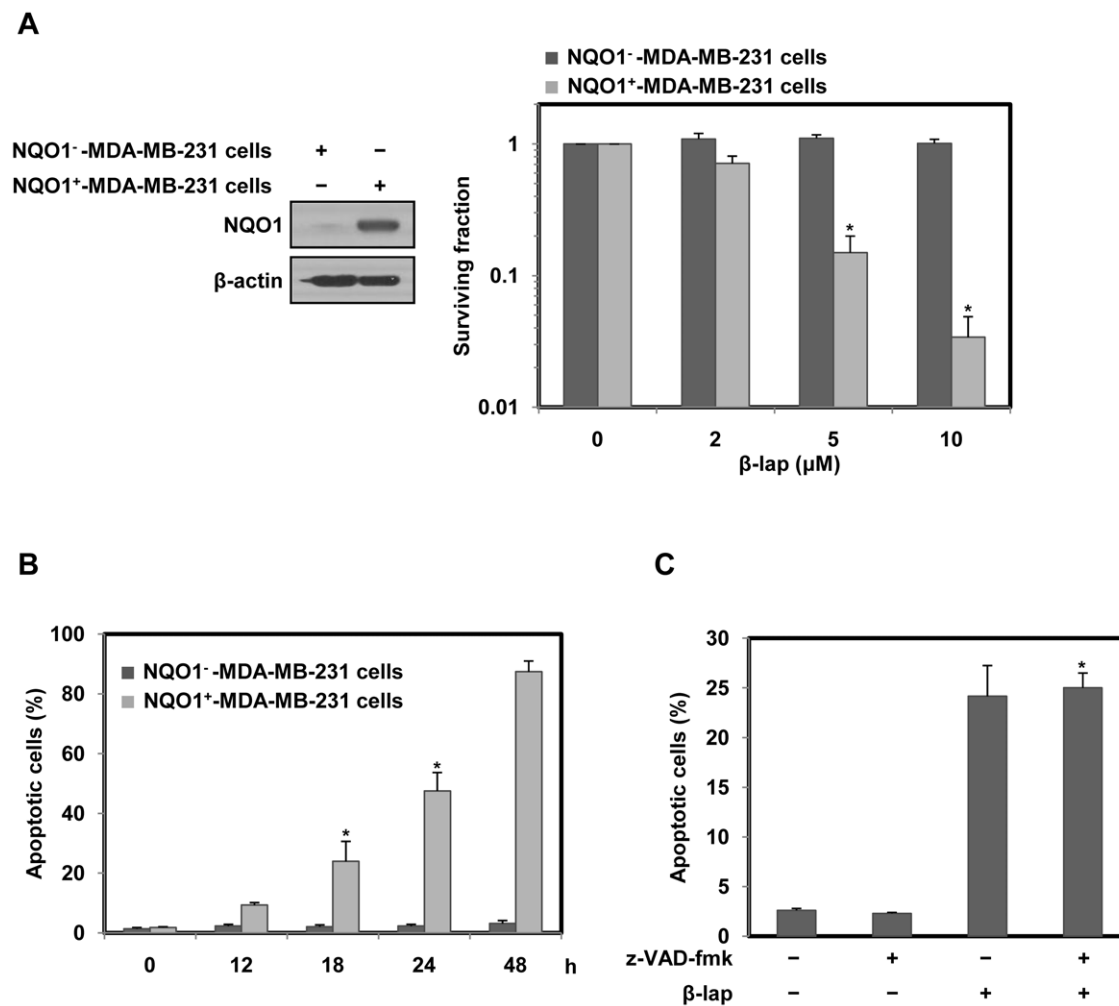 A
NQO1⁻-MDA-MB-231 cells
NQO1⁺-MDA-MB-231 cells
NQO1⁻-MDA-MB-231 cells + −
NQO1⁺-MDA-MB-231 cells − +
NQO1
β-actin
Surviving fraction
1
0.1
0.01
*
*
0 2 5 10
β-lap (μM)
B
Apoptotic cells (%)
100
80
60
40
20
0
NQO1⁻-MDA-MB-231 cells
NQO1⁺-MDA-MB-231 cells
*
*
0 12 18 24 48 h
C
Apoptotic cells (%)
30
25
20
15
10
5
0
*
z-VAD-fmk − + − +
β-lap − − + +